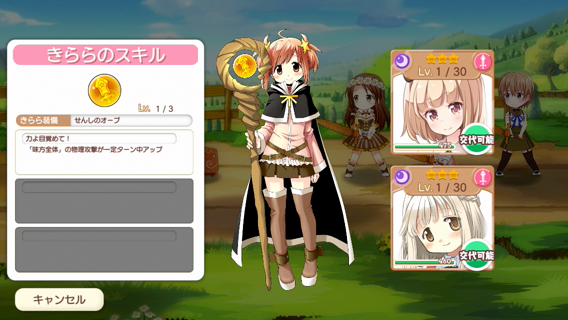 きららのスキル
Lv. 1 / 3
きらら装備 せんしのオーブ
力よ目覚めて！
「味方全体」の物理攻撃が一定ターン中アップ
キャンセル
Lv. 1 / 30
交代可能
Lv. 1 / 30
交代可能